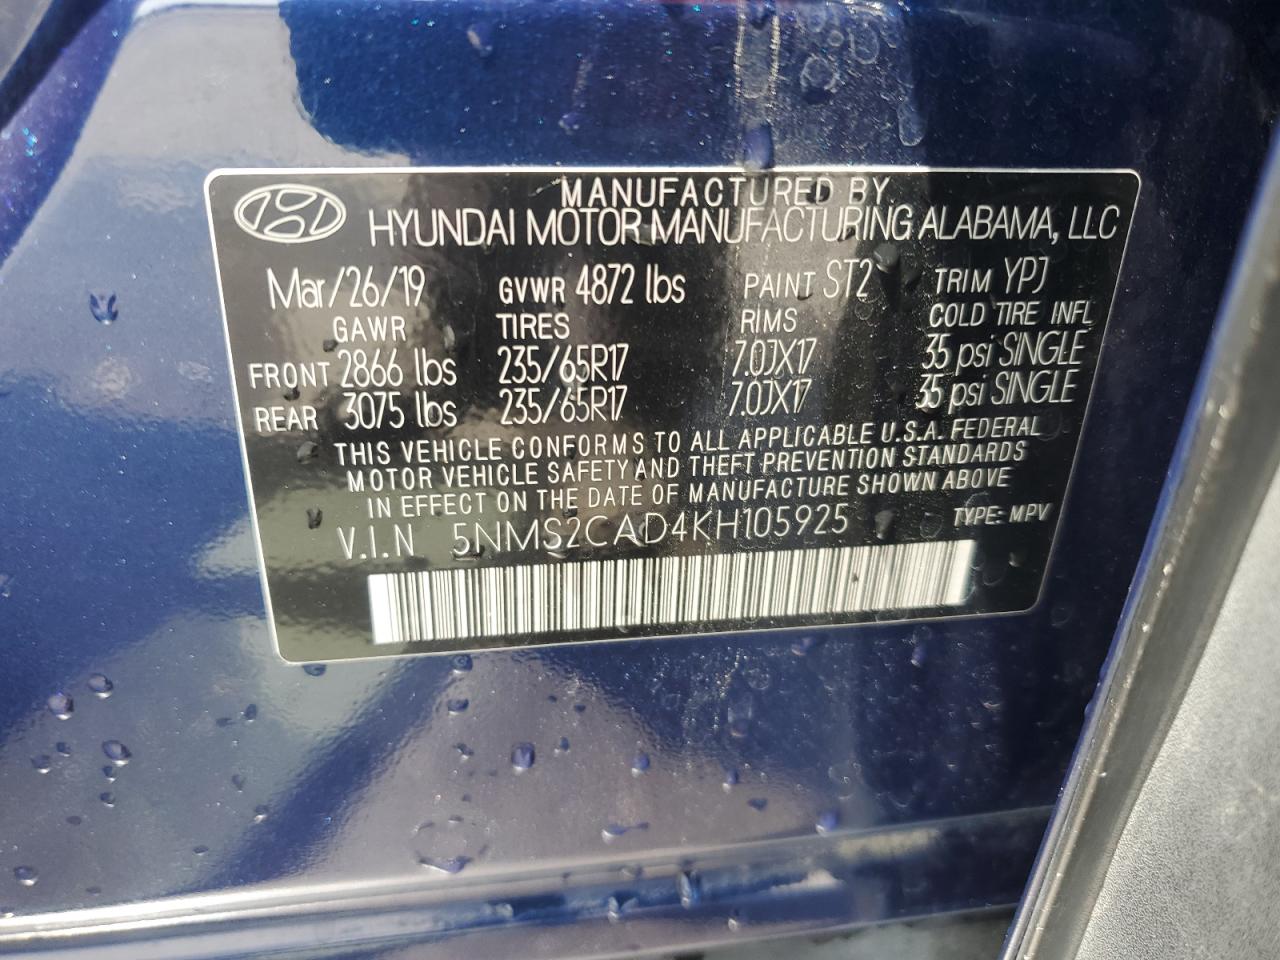 MANUFACTURED BY
HYUNDAI MOTOR MANUFACTURING ALABAMA, LLC
Mar/26/19 GVWR 4872 lbs PAINT ST2 TRIM YPJ
GAWR TIRES RIMS COLD TIRE INFL
FRONT 2866 lbs 235/65R17 7.0JX17 35 psi SINGLE
REAR 3075 lbs 235/65R17 7.0JX17 35 psi SINGLE
THIS VEHICLE CONFORMS TO ALL APPLICABLE U.S.A. FEDERAL
MOTOR VEHICLE SAFETY AND THEFT PREVENTION STANDARDS
IN EFFECT ON THE DATE OF MANUFACTURE SHOWN ABOVE
V.I.N 5NMS2CAD4KH105925 TYPE: MPV